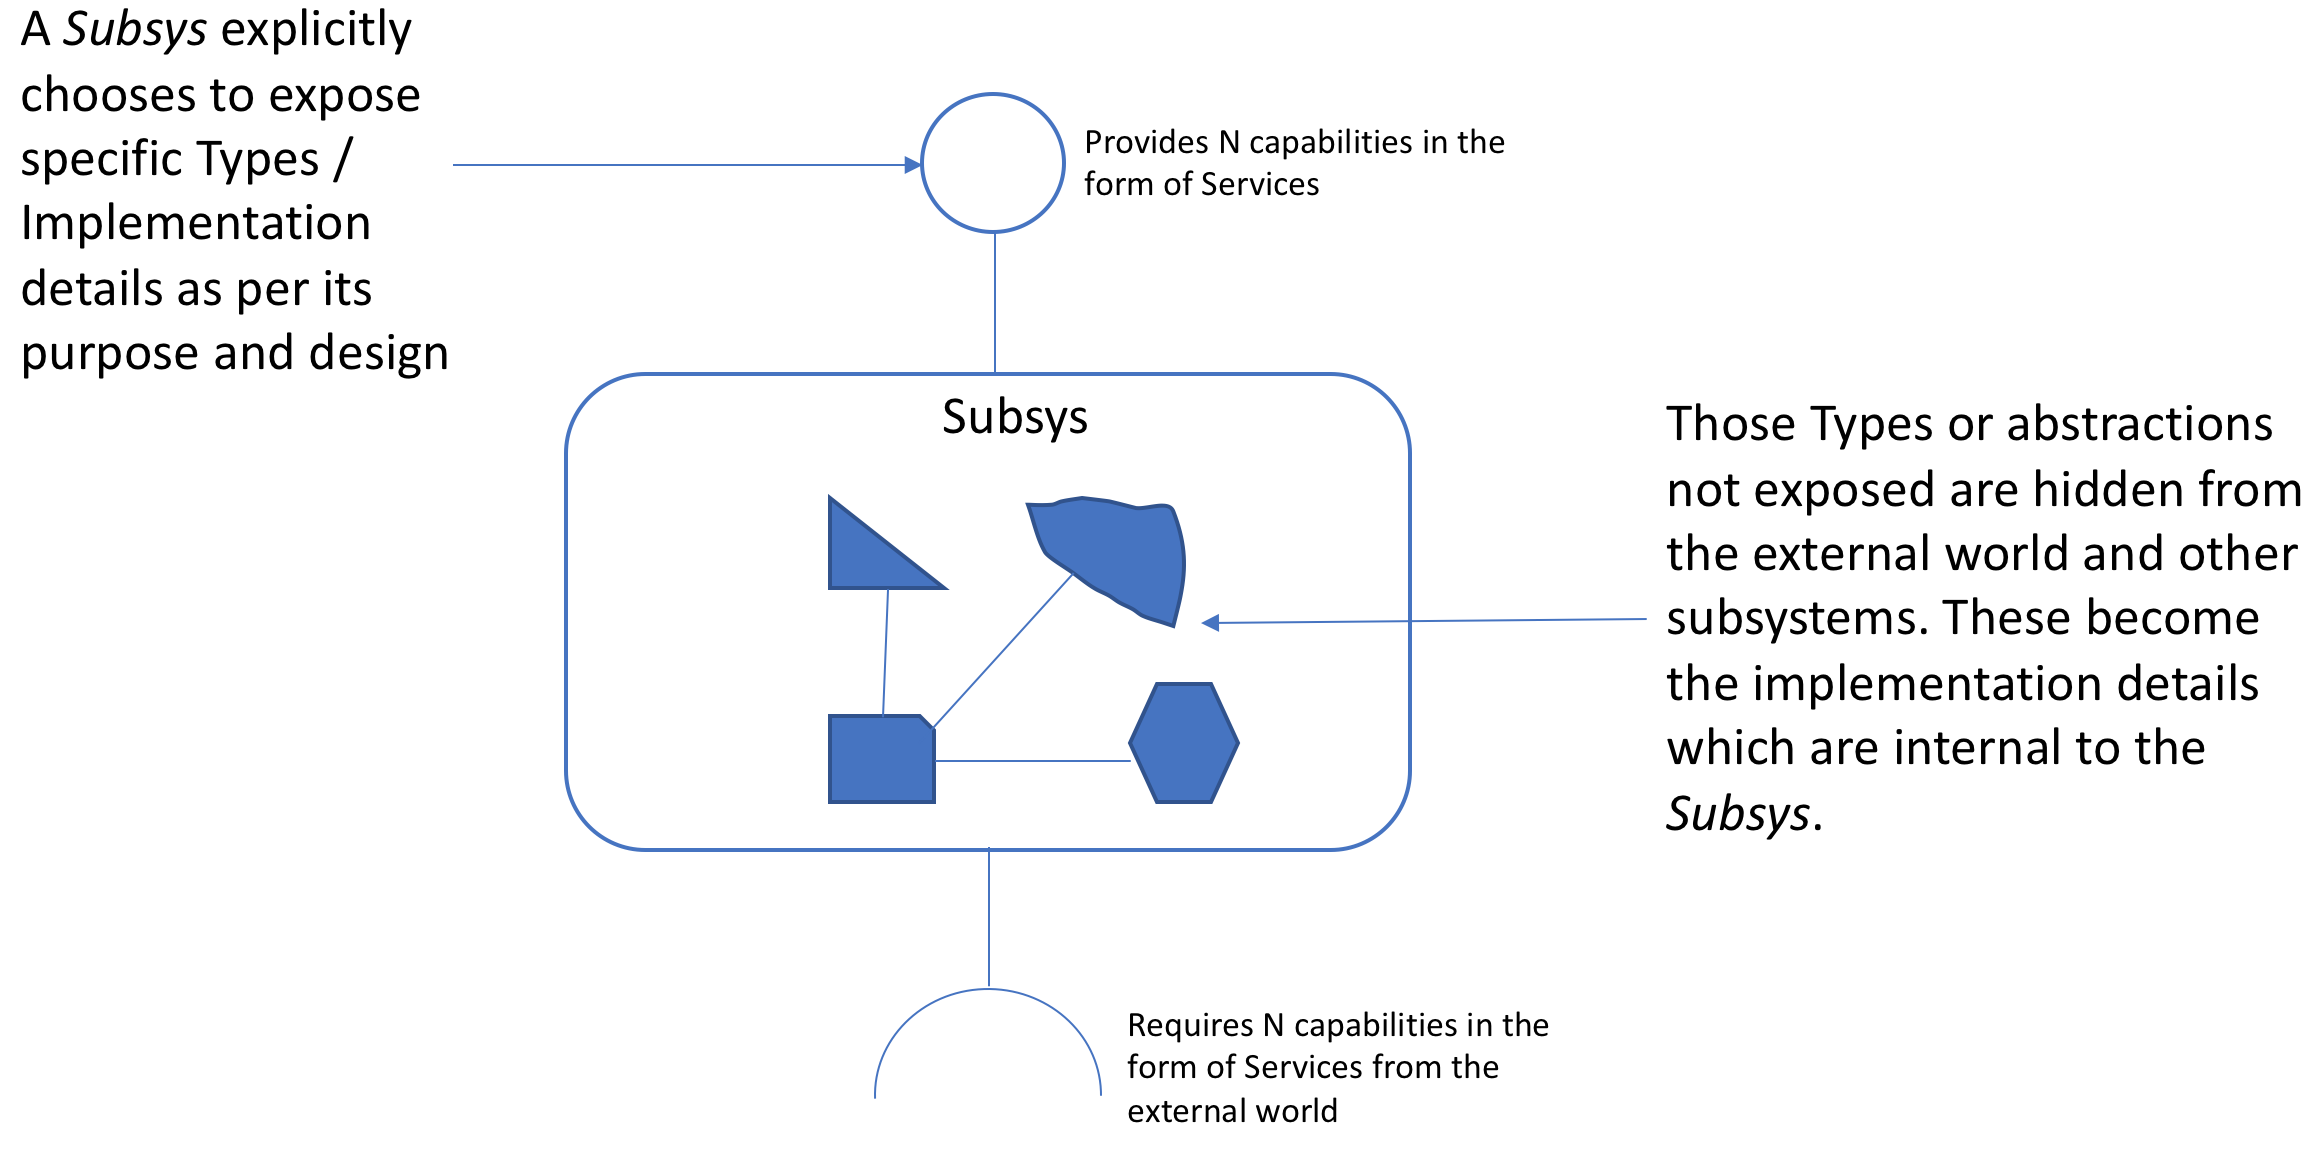 A Subsys explicitly
chooses to expose
specific Types /
Implementation
details as per its
purpose and design
Provides N capabilities in the
form of Services
Subsys
Those Types or abstractions
not exposed are hidden from
the external world and other
subsystems. These become
the implementation details
which are internal to the
Subsys.
Requires N capabilities in the
form of Services from the
external world